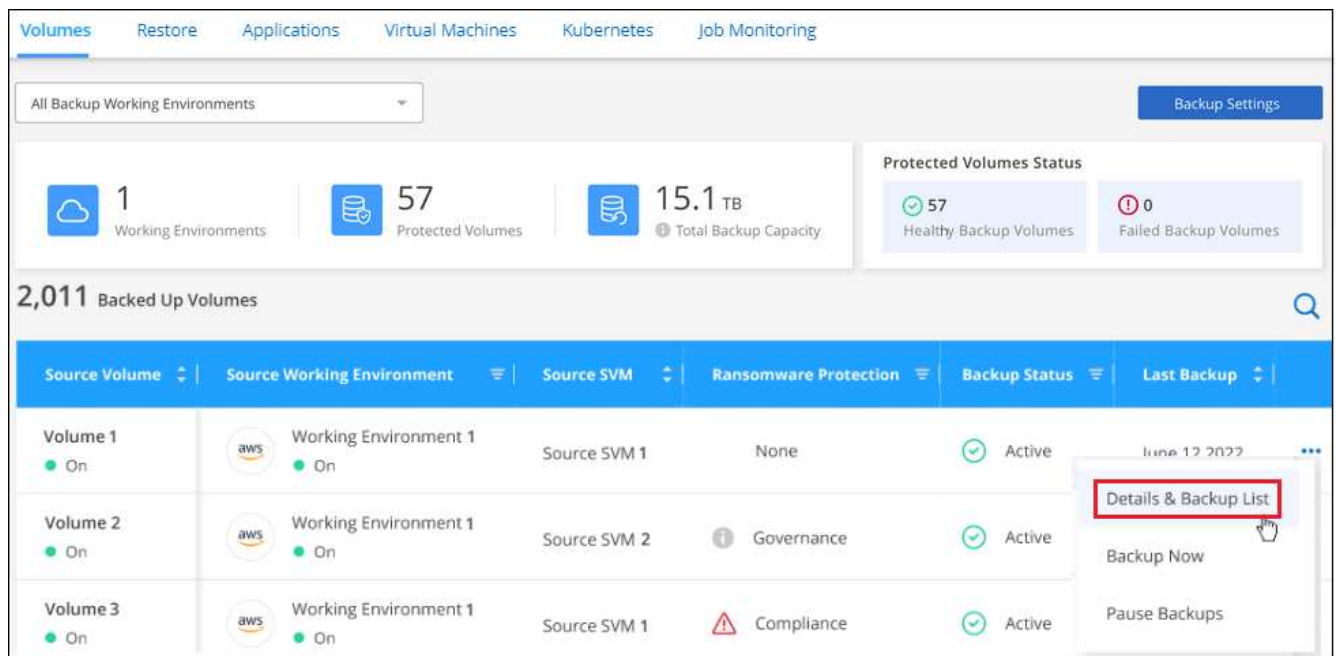 Volumes Restore Applications Virtual Machines Kubernetes Job Monitoring
All Backup Working Environments
Backup Settings
Protected Volumes Status
1
Working Environments
57
Protected Volumes
15.1 TB
Total Backup Capacity
57
Healthy Backup Volumes
0
Failed Backup Volumes
2,011 Backed Up Volumes
Source Volume Source Working Environment Source SVM Ransomware Protection Backup Status Last Backup
Volume 1
On
aws
Working Environment 1
On
Source SVM 1
None
Active
June 12 2022
Details & Backup List
Backup Now
Pause Backups
Volume 2
On
aws
Working Environment 1
On
Source SVM 2
Governance
Active
Volume 3
On
aws
Working Environment 1
On
Source SVM 1
Compliance
Active